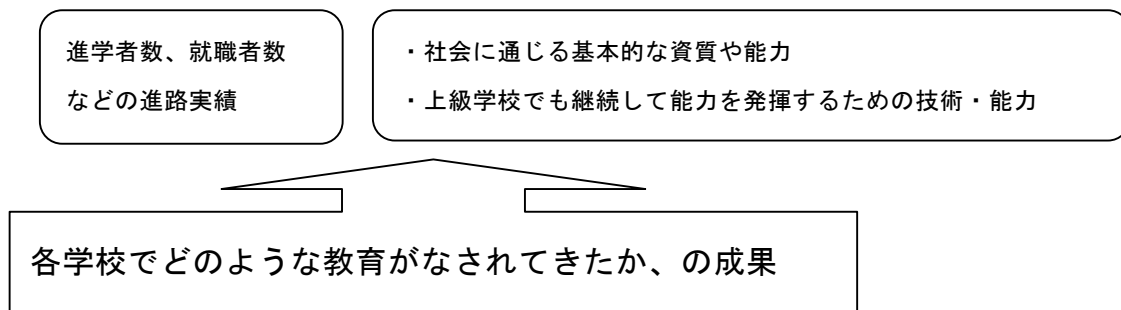 進学者数、就職者数
などの進路実績
・社会に通じる基本的な資質や能力
・上級学校でも継続して能力を発揮するための技術・能力
各学校でどのような教育がなされてきたか、の成果